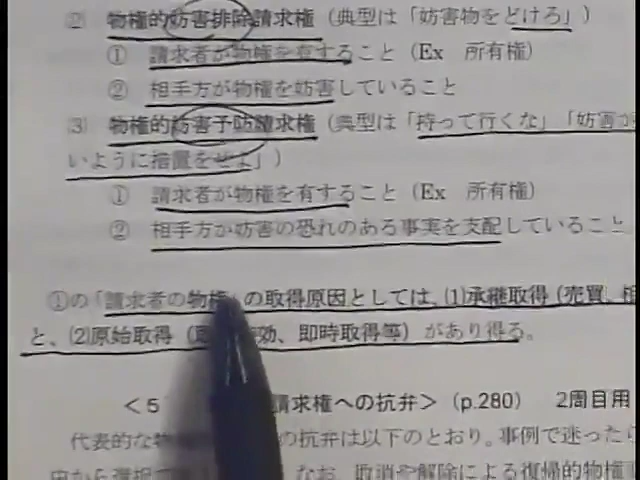 ② 物権的妨害排除請求権（典型は「妨害物をどけろ」）
① 請求者が物権を有すること（Ex 所有権）
② 相手方が物権を妨害していること
③ 物権的妨害予防請求権（典型は「持って行くな」「妨害が
いように措置をせよ」）
① 請求者が物権を有すること（Ex 所有権）
② 相手方が妨害の恐れのある事実を支配していること
①の「請求者の物権」の取得原因としては、(1)承継取得（売買、相
と、(2)原始取得（ 効、即時取得等）があり得る。
＜５ 請求権への抗弁＞（p.280） 2周目用
代表的な物 の抗弁は以下のとおり。事例で迷った
なお、取消や解除による復帰的物権